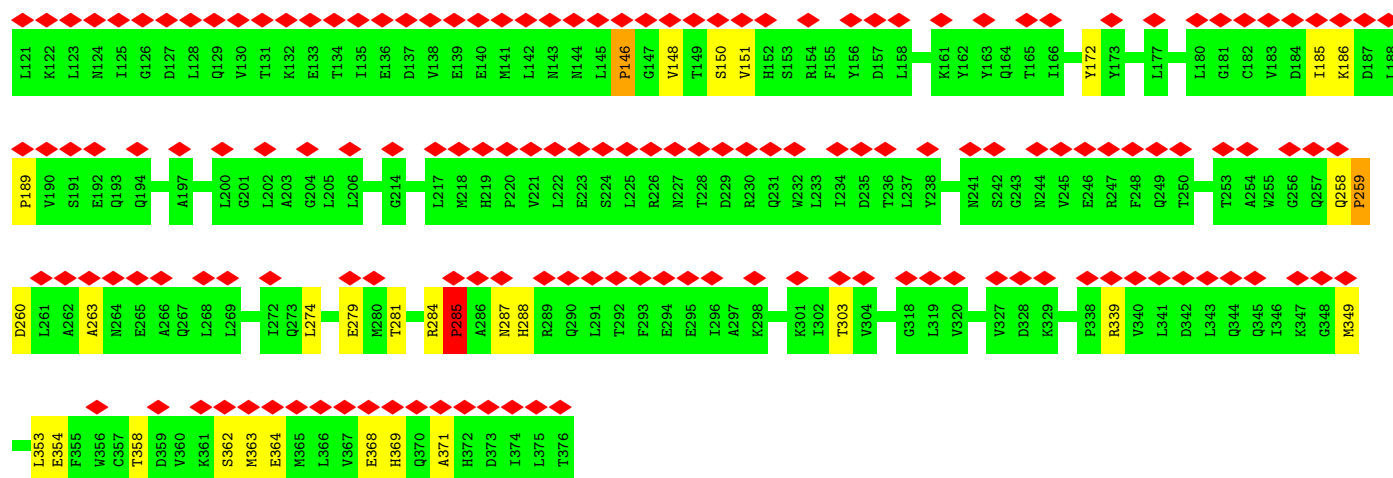 L121 K122 L123 N124 I125 G126 D127 L128 Q129 V130 T131 K132 E133 T134 I135 E136 D137 V138 E139 E140 M141 L142 N143 N144 L145 P146 G147 V148 T149 S150 V151 H152 S153 R154 F155 Y156 D157 L158 K161 Y162 Y163 Q164 T165 I166 Y172 Y173 L177 L180 G181 C182 V183 D184 I185 K186 D187 L188
P189 V190 S191 E192 Q193 Q194 A197 L200 G201 L202 A203 G204 L205 L206 G214 L217 M218 H219 P220 V221 L222 E223 S224 L225 R226 N227 T228 D229 R230 Q231 W232 L233 I234 D235 T236 L237 Y238 N241 S242 G243 N244 V245 E246 R247 F248 Q249 T250 T253 A254 W255 G256 Q257 Q258 P259
D260 L261 A262 A263 N264 E265 A266 Q267 L268 L269 I272 Q273 L274 E279 M280 T281 R284 P285 A286 N287 H288 R289 Q290 L291 T292 F293 E294 E295 I296 A297 K298 K301 I302 T303 V304 G318 L319 V320 V327 D328 K329 P338 R339 V340 L341 D342 L343 Q344 Q345 I346 K347 G348 M349
L353 E354 F355 W356 C357 T358 D359 V360 K361 S362 M363 E364 M365 L366 V367 E368 H369 Q370 A371 H372 D373 I374 L375 T376